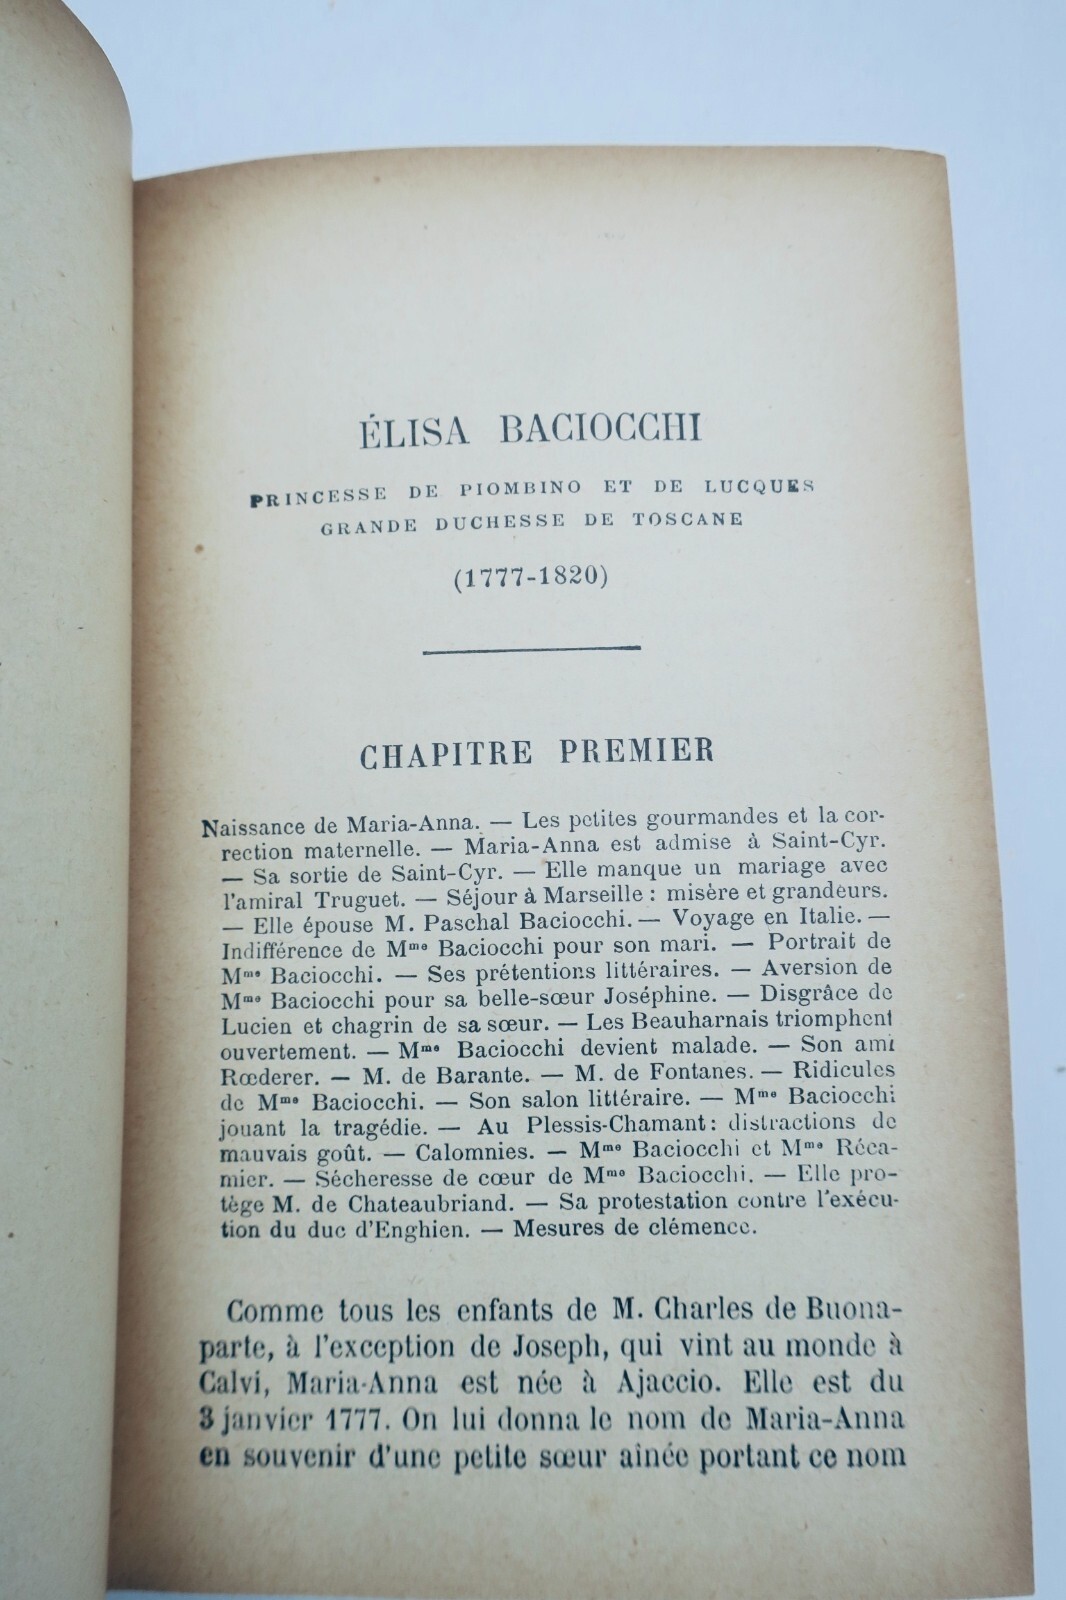 ÉLISA BACIOCCHI
PRINCESSE DE PIOMBINO ET DE LUCQUES
GRANDE DUCHESSE DE TOSCANE
(1777-1820)
CHAPITRE PREMIER
Naissance de Maria-Anna. — Les petites gourmandes et la cor-
rection maternelle. — Maria-Anna est admise à Saint-Cyr.
— Sa sortie de Saint-Cyr. — Elle manque un mariage avec
l'amiral Truguet. — Séjour à Marseille : misère et grandeurs.
— Elle épouse M. Paschal Baciocchi. — Voyage en Italie. —
Indifférence de Mme Baciocchi pour son mari. — Portrait de
Mme Baciocchi. — Ses prétentions littéraires. — Aversion de
Mme Baciocchi pour sa belle-sœur Joséphine. — Disgrâce de
Lucien et chagrin de sa sœur. — Les Beauharnais triomphent
ouvertement. — Mme Baciocchi devient malade. — Son ami
Rœderer. — M. de Barante. — M. de Fontanes. — Ridicules
de Mme Baciocchi. — Son salon littéraire. — Mme Baciocchi
jouant la tragédie. — Au Plessis-Chamant : distractions de
mauvais goût. — Calomnies. — Mme Baciocchi et Mme Réca-
mier. — Sécheresse de cœur de Mme Baciocchi. — Elle pro-
tège M. de Chateaubriand. — Sa protestation contre l'exécu-
tion du duc d'Enghien. — Mesures de clémence.
Comme tous les enfants de M. Charles de Buona-
parte, à l'exception de Joseph, qui vint au monde à
Calvi, Maria-Anna est née à Ajaccio. Elle est du
3 janvier 1777. On lui donna le nom de Maria-Anna
en souvenir d'une petite sœur aînée portant ce nom